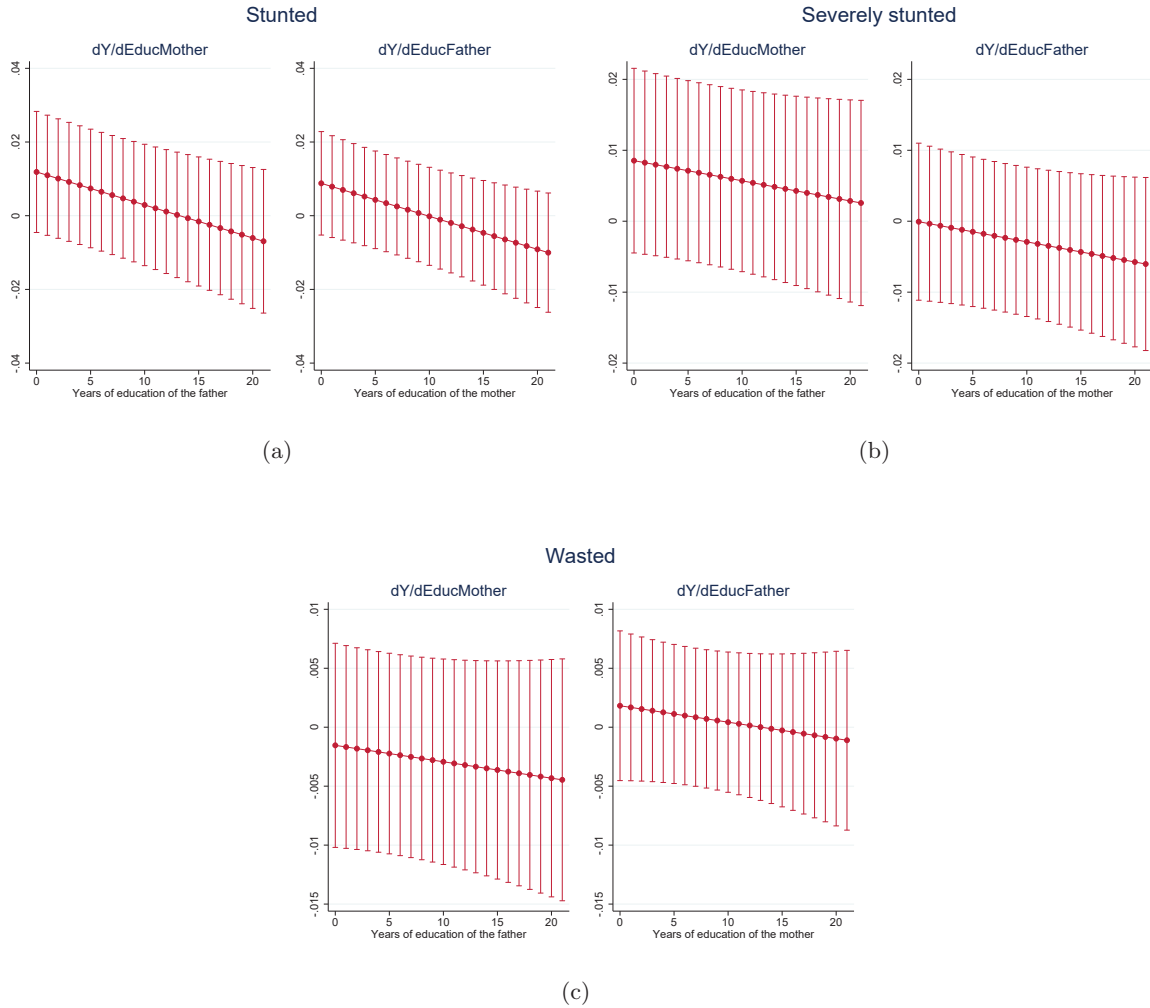 Stunted
dY/dEducMother
.04
.02
0
-.02
-.04
0 5 10 15 20
Years of education of the father
dY/dEducFather
.04
.02
0
-.02
-.04
0 5 10 15 20
Years of education of the mother
(a)
Severely stunted
dY/dEducMother
.02
.01
0
-.01
-.02
0 5 10 15 20
Years of education of the father
dY/dEducFather
.02
.01
0
-.01
-.02
0 5 10 15 20
Years of education of the mother
(b)
Wasted
dY/dEducMother
.01
.005
0
-.005
-.01
-.015
0 5 10 15 20
Years of education of the father
dY/dEducFather
.01
.005
0
-.005
-.01
-.015
0 5 10 15 20
Years of education of the mother
(c)